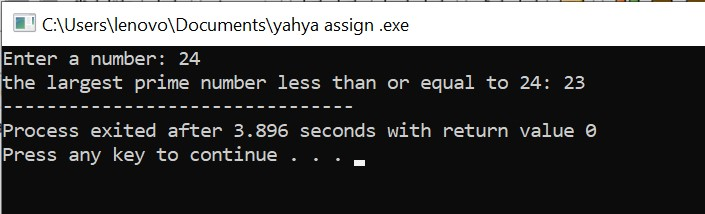 C:\Users\lenovo\Documents\yahya assign .exe
Enter a number: 24
the largest prime number less than or equal to 24: 23
--------------------------------
Process exited after 3.896 seconds with return value 0
Press any key to continue . . .